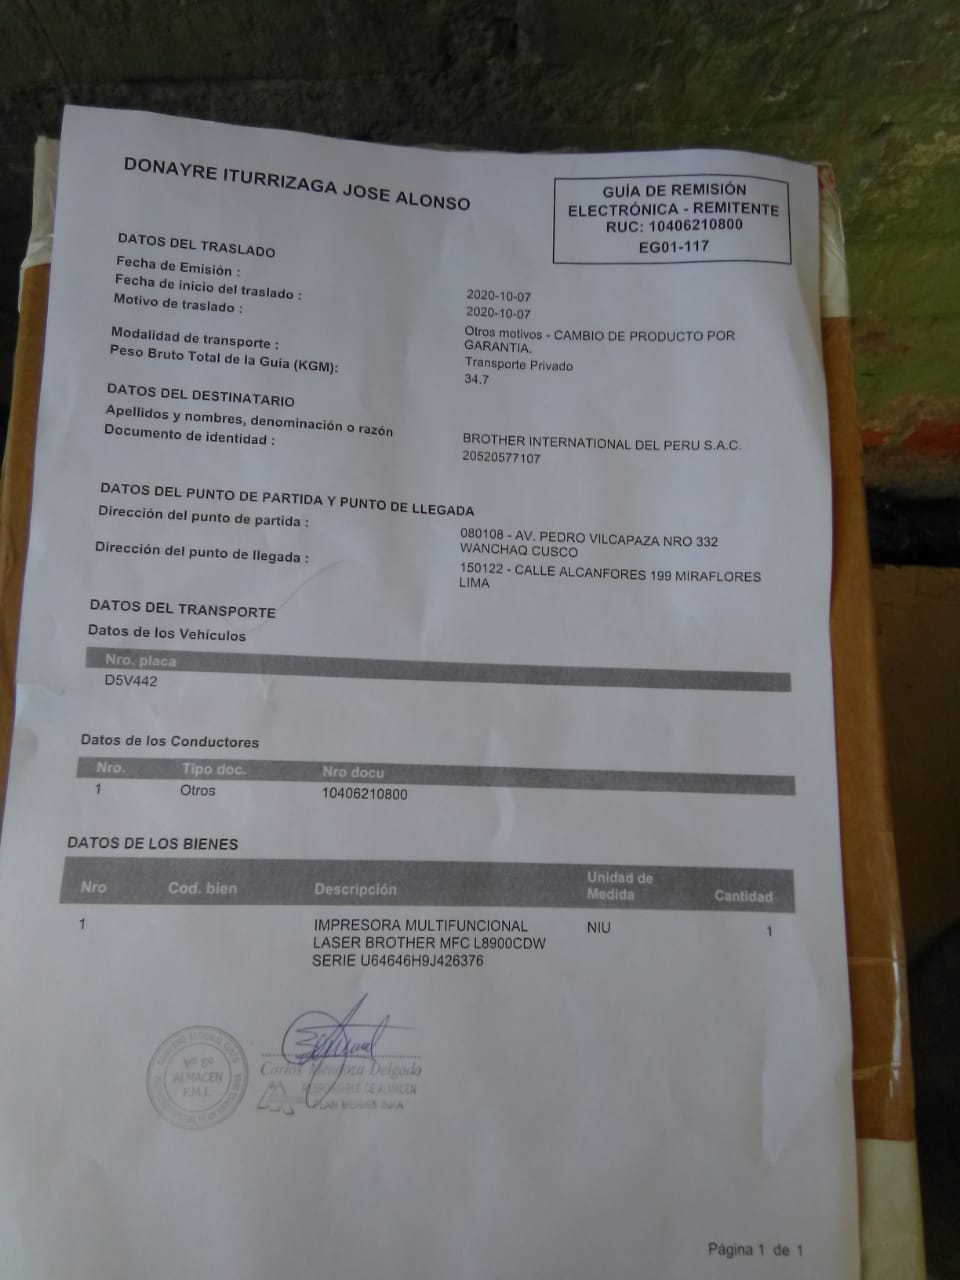 DONAYRE ITURRIZAGA JOSE ALONSO
GUÍA DE REMISIÓN
ELECTRÓNICA - REMITENTE
RUC: 10406210800
EG01-117
DATOS DEL TRASLADO
Fecha de Emisión :
2020-10-07
Fecha de inicio del traslado :
2020-10-07
Motivo de traslado :
Otros motivos - CAMBIO DE PRODUCTO POR
GARANTIA.
Modalidad de transporte :
Transporte Privado
Peso Bruto Total de la Guía (KGM):
34.7
DATOS DEL DESTINATARIO
Apellidos y nombres, denominación o razón
BROTHER INTERNATIONAL DEL PERU S.A.C.
Documento de identidad :
20520577107
DATOS DEL PUNTO DE PARTIDA Y PUNTO DE LLEGADA
Dirección del punto de partida :
080108 - AV. PEDRO VILCAPAZA NRO 332
WANCHAQ CUSCO
Dirección del punto de llegada :
150122 - CALLE ALCANFORES 199 MIRAFLORES
LIMA
DATOS DEL TRANSPORTE
Datos de los Vehículos
Nro. placa
D5V442
Datos de los Conductores
Nro. Tipo doc. Nro docu
1 Otros 10406210800
DATOS DE LOS BIENES
Nro Cod. bien Descripción Unidad de Medida Cantidad
1 IMPRESORA MULTIFUNCIONAL NIU 1
LASER BROTHER MFC L8900CDW
SERIE U64646H9J426376
Vº Bº
ALMACEN
P.M.I.
Carlos Mendoza Delgado
RESPONSABLE DE ALMACEN
PLAN MERISS INKA
Página 1 de 1